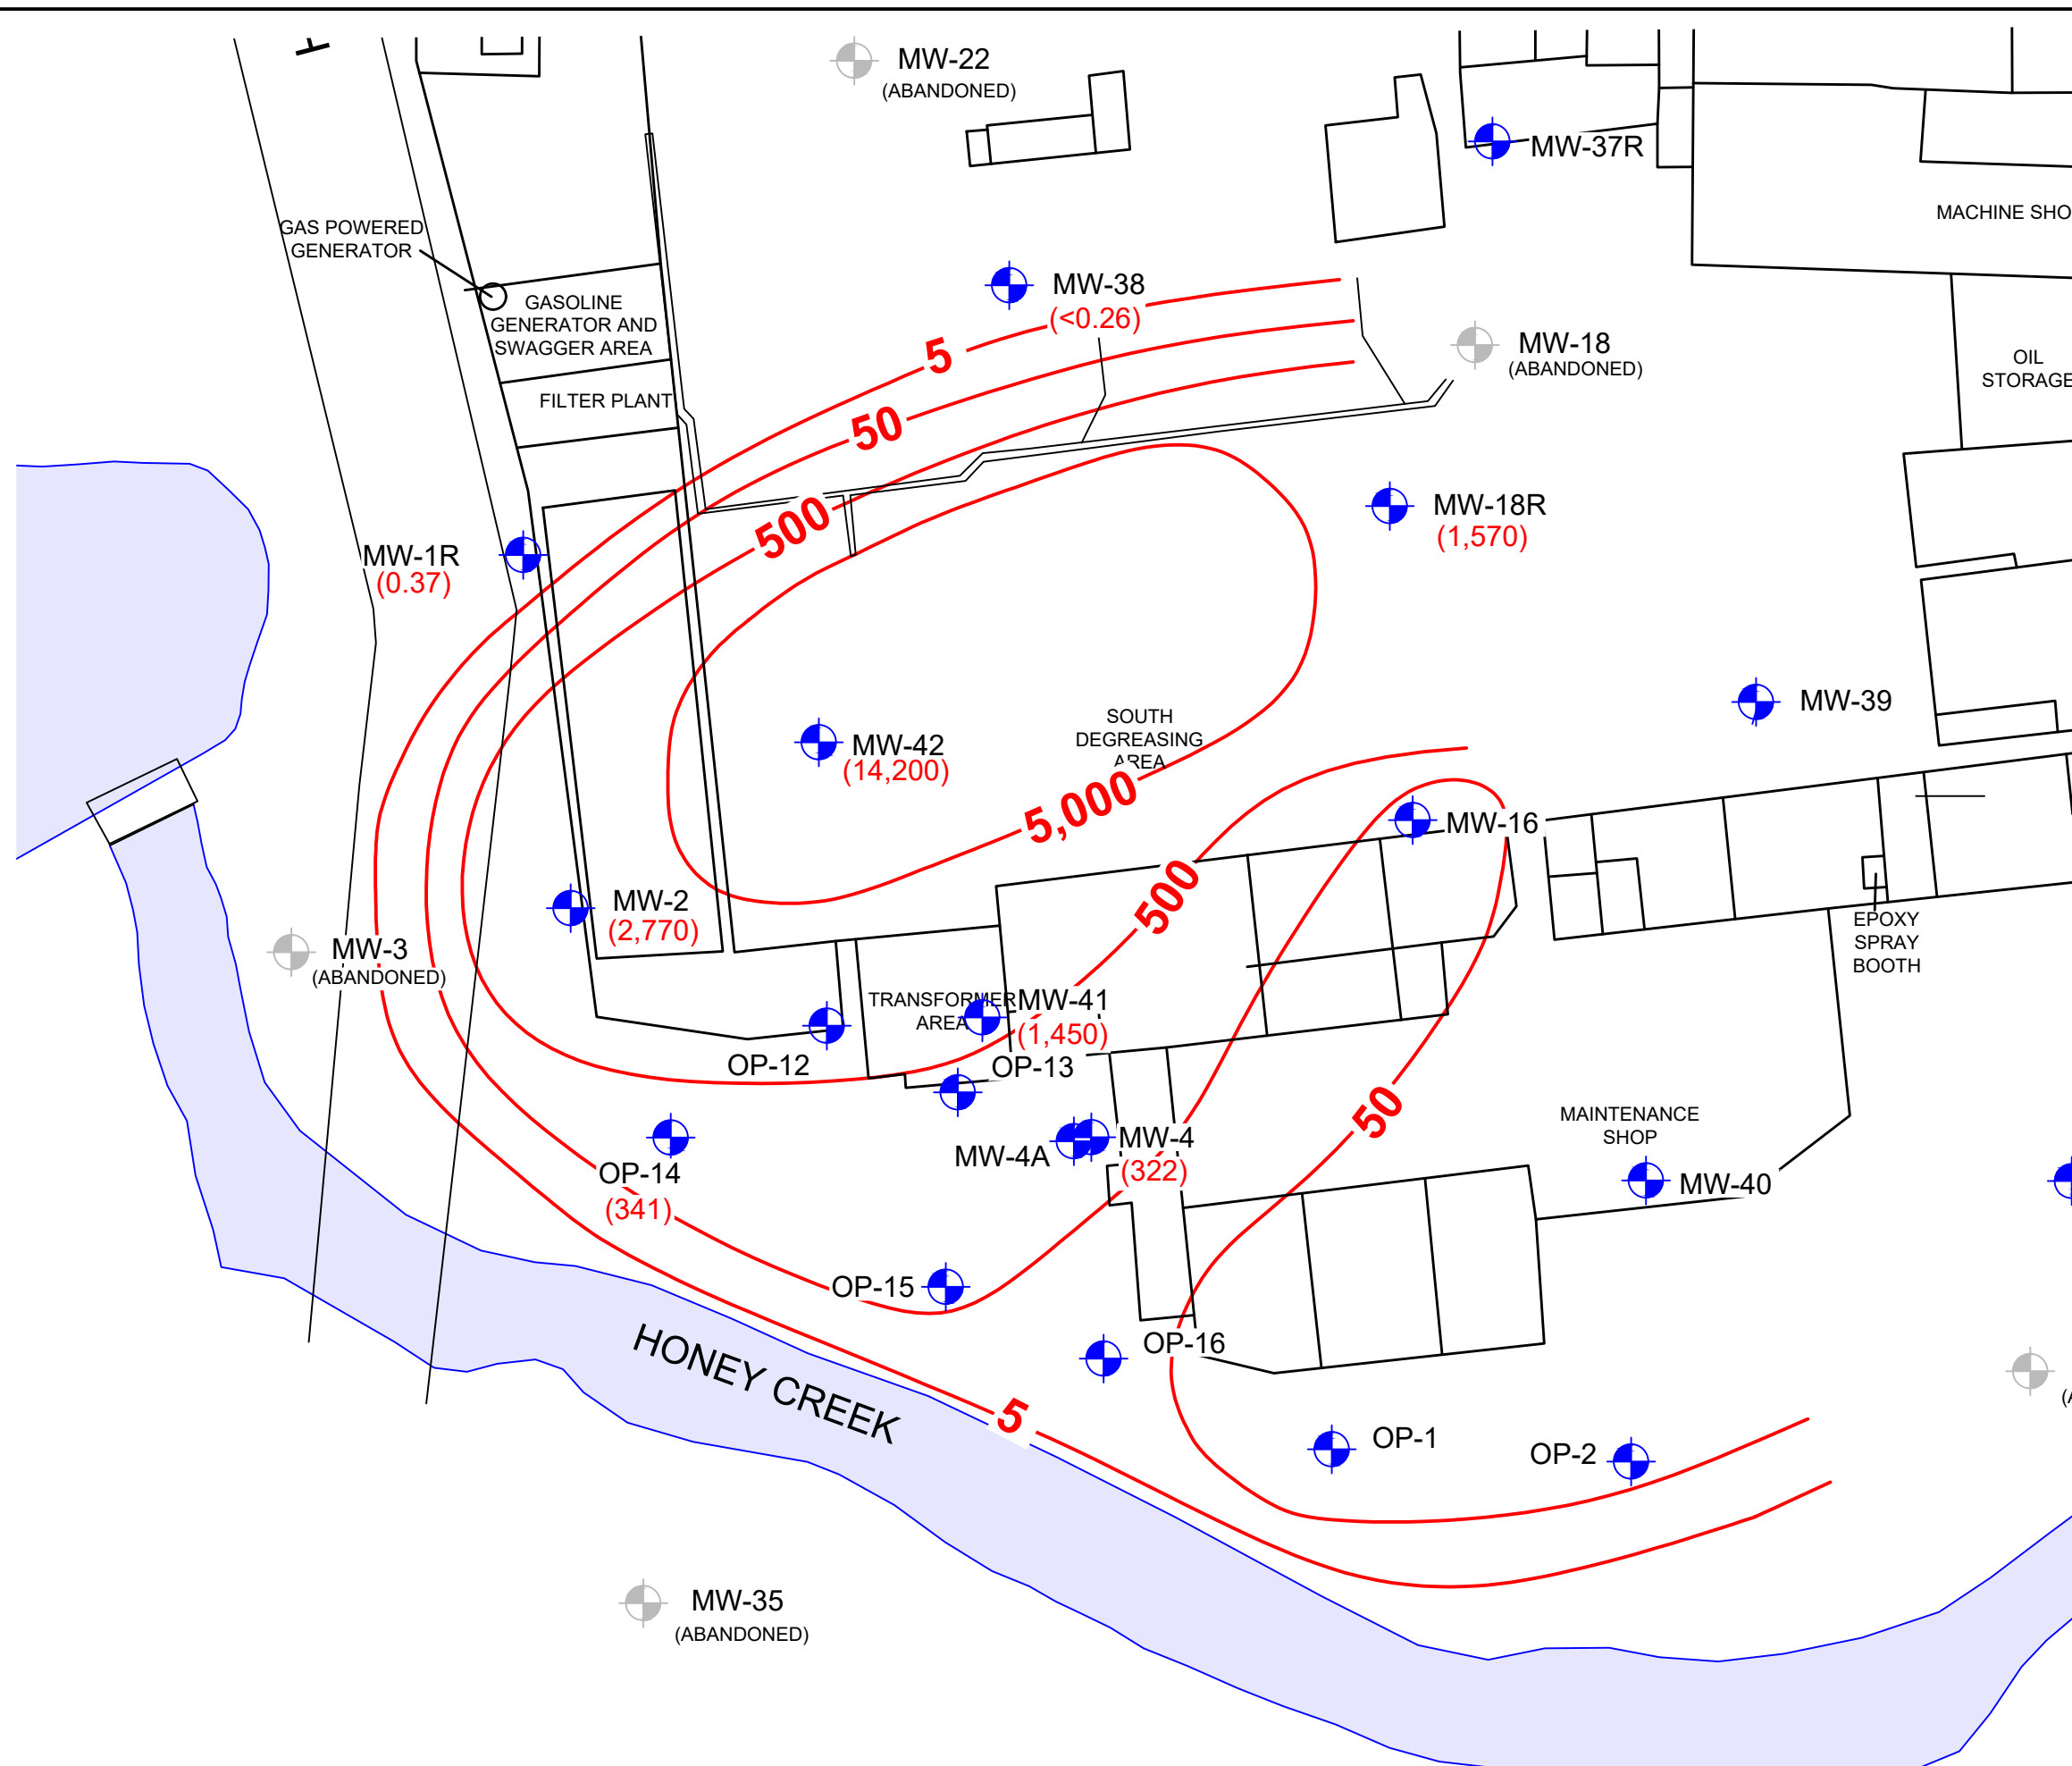 MW-22
(ABANDONED)
MW-37R
MACHINE SHO
GAS POWERED
GENERATOR
GASOLINE
GENERATOR AND
SWAGGER AREA
FILTER PLANT
MW-38
(<0.26)
5
50
500
MW-18
(ABANDONED)
OIL
STORAGE
MW-18R
(1,570)
MW-1R
(0.37)
MW-39
SOUTH
DEGREASING
AREA
MW-42
(14,200)
5,000
MW-16
500
MW-2
(2,770)
MW-3
(ABANDONED)
EPOXY
SPRAY
BOOTH
TRANSFORMER
AREA
MW-41
(1,450)
OP-12
OP-13
50
MAINTENANCE
SHOP
MW-4A
MW-4
(322)
OP-14
(341)
MW-40
OP-15
OP-16
HONEY CREEK
5
OP-1
OP-2
MW-35
(ABANDONED)